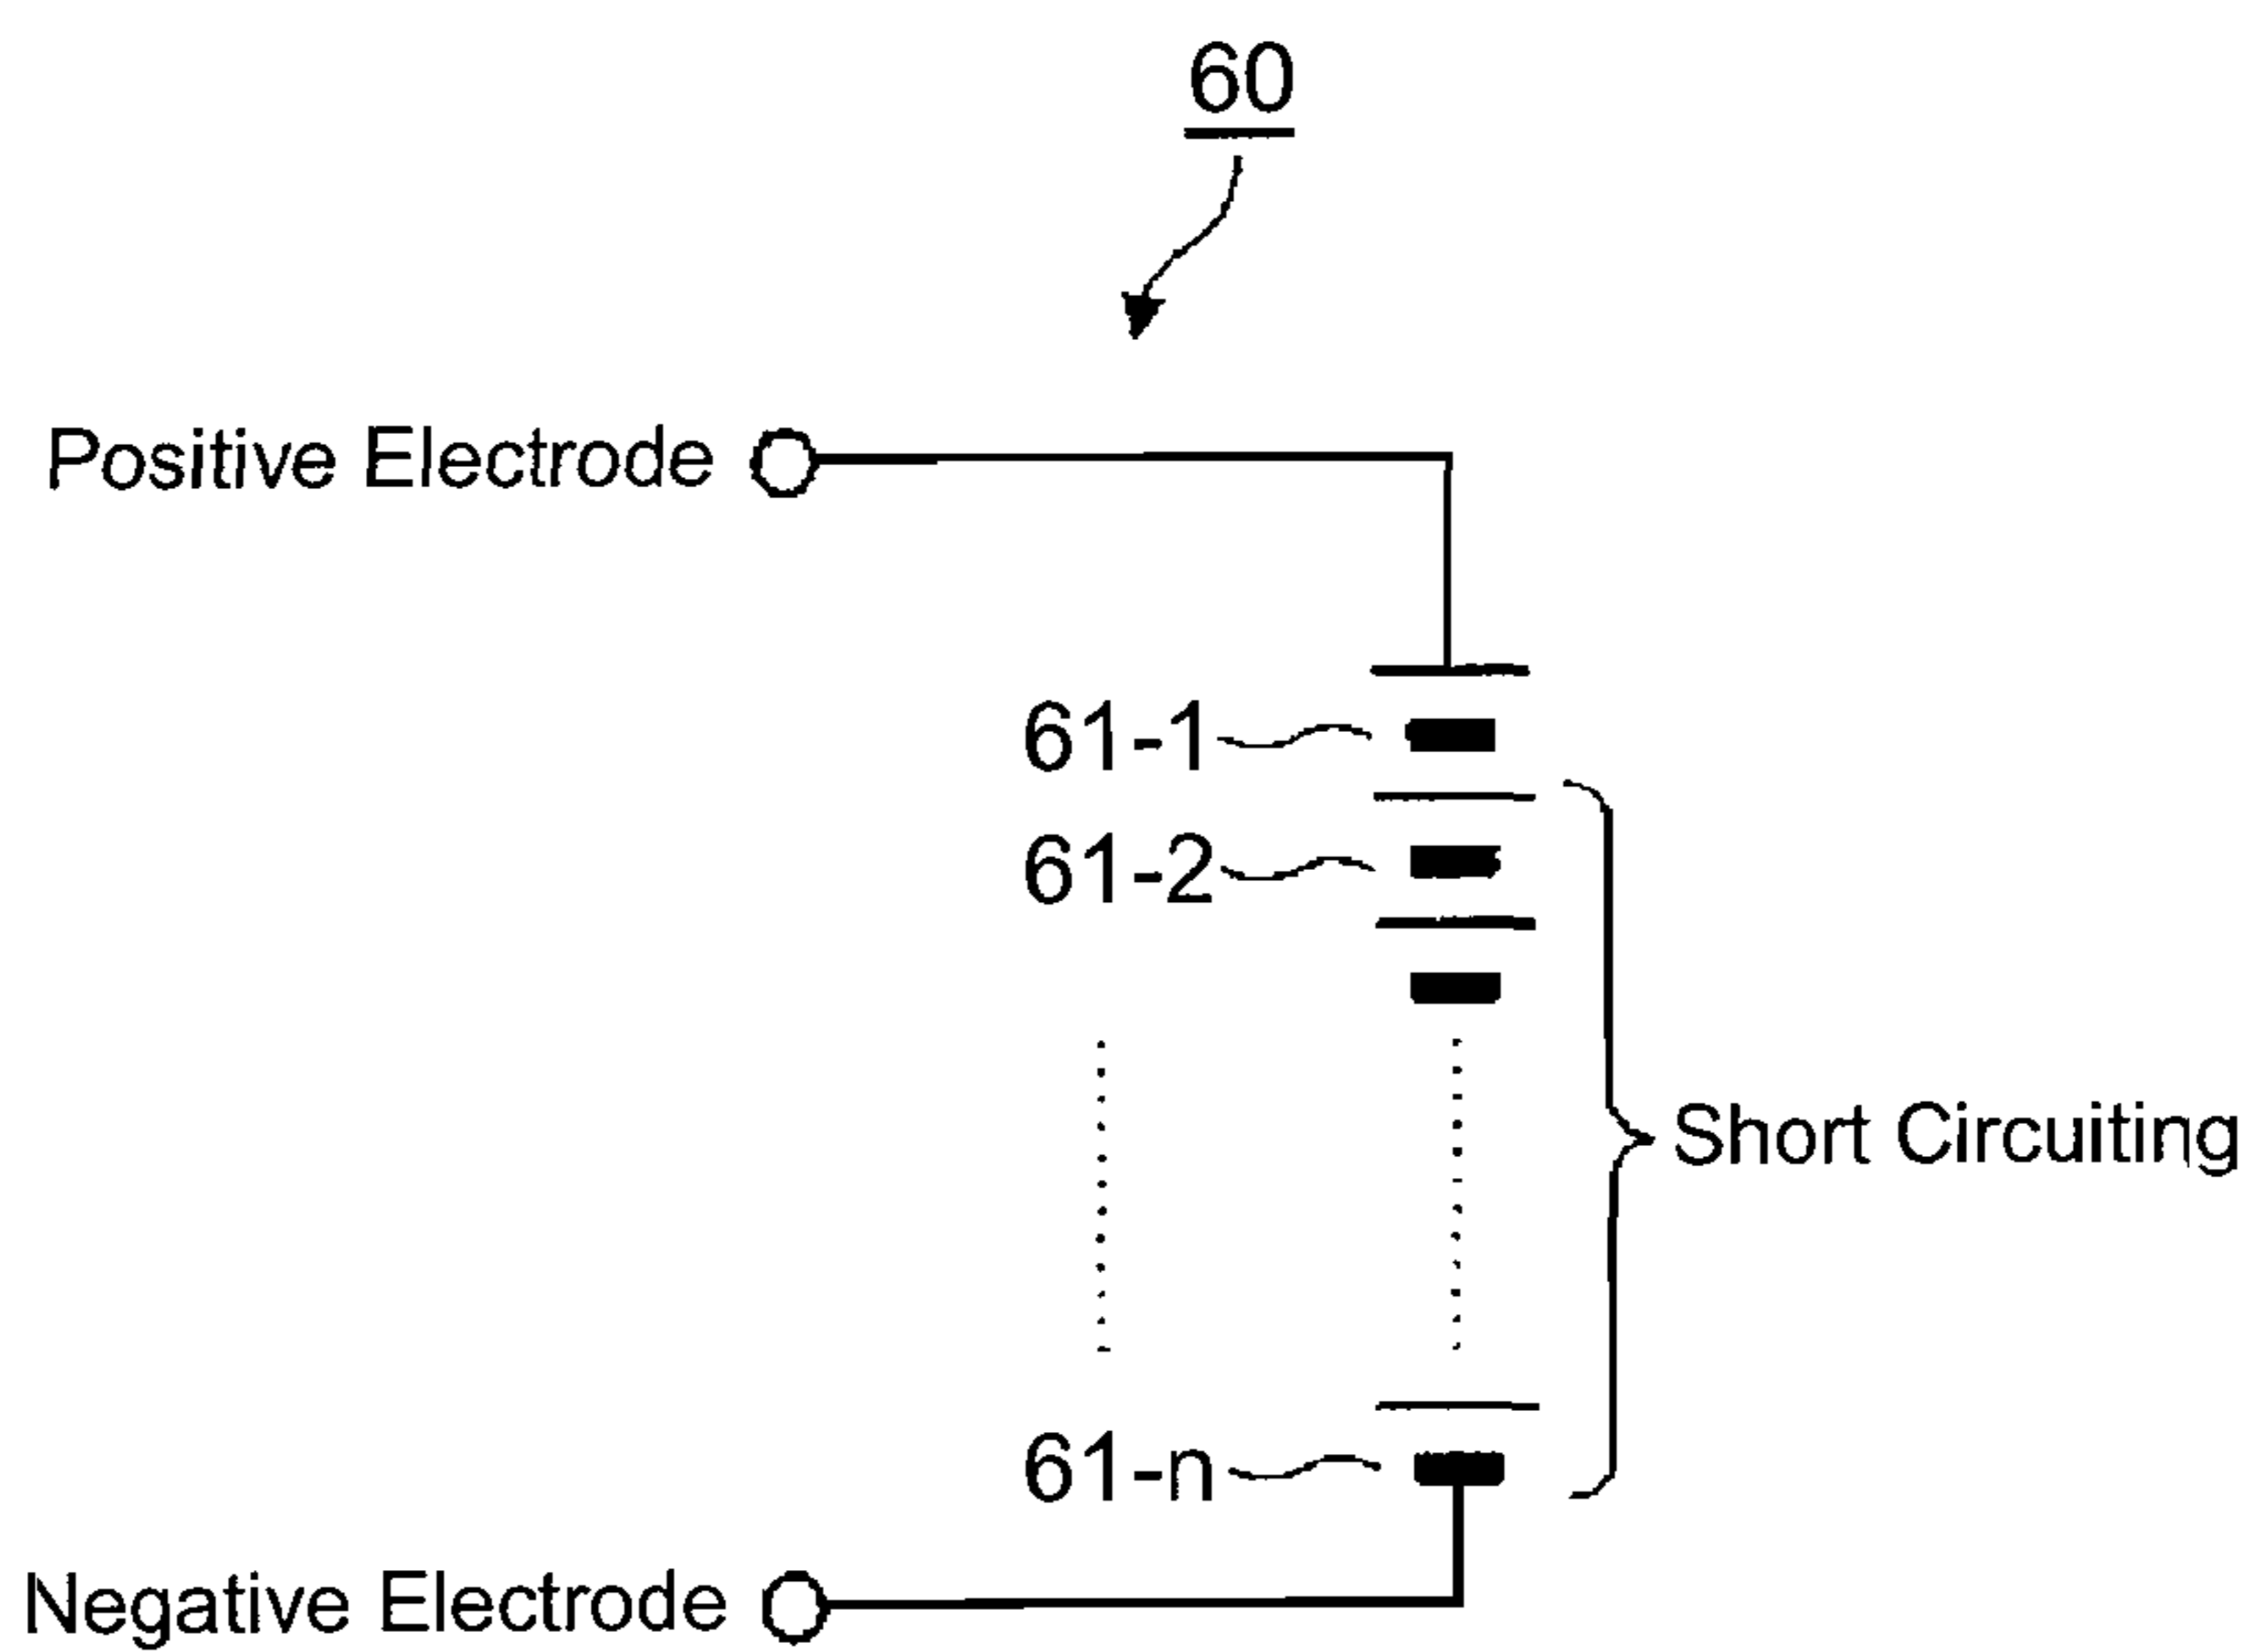 60
Positive Electrode
61-1
61-2
Short Circuiting
61-n
Negative Electrode